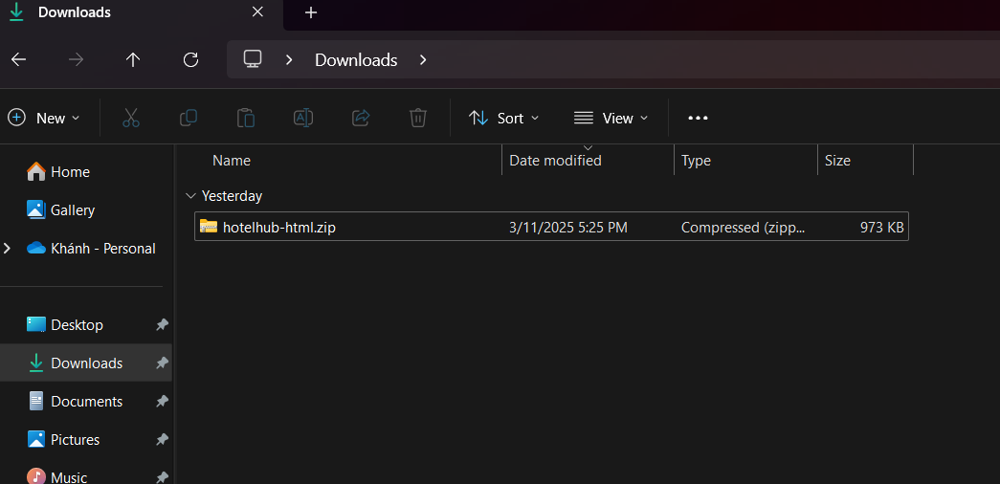 Downloads
Downloads
New
Sort
View
Name Date modified Type Size
Home
Gallery
Khánh - Personal
Desktop
Downloads
Documents
Pictures
Music
Yesterday
hotelhub-html.zip 3/11/2025 5:25 PM Compressed (zipp... 973 KB